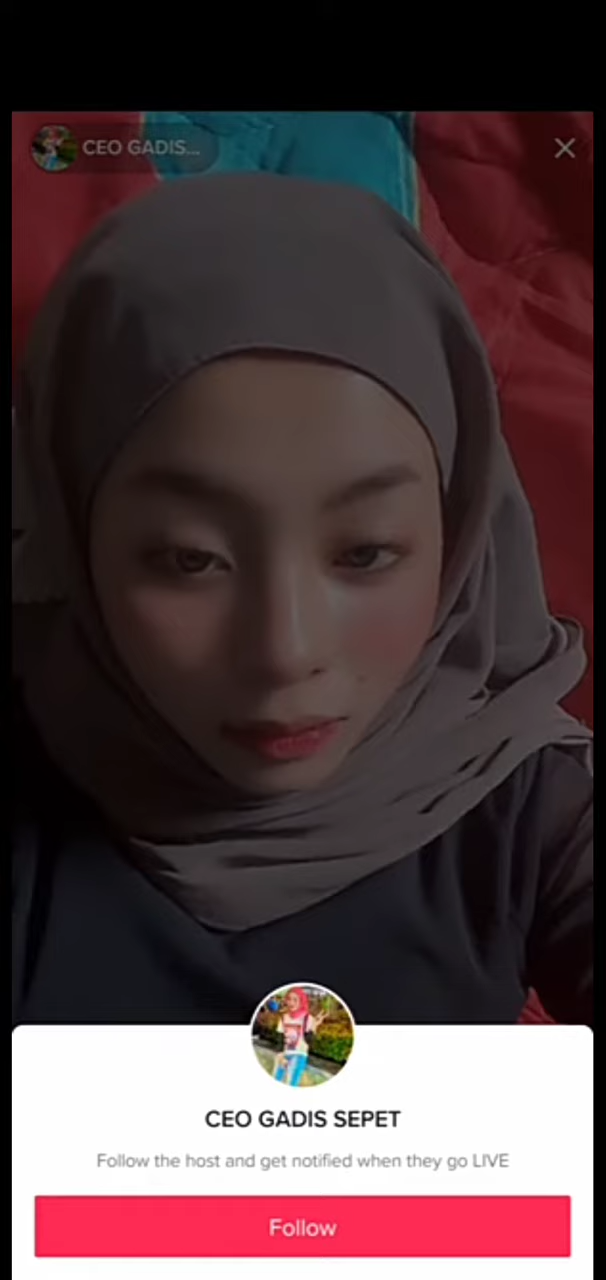 CEO GADIS...
CEO GADIS SEPET
Follow the host and get notified when they go LIVE
Follow